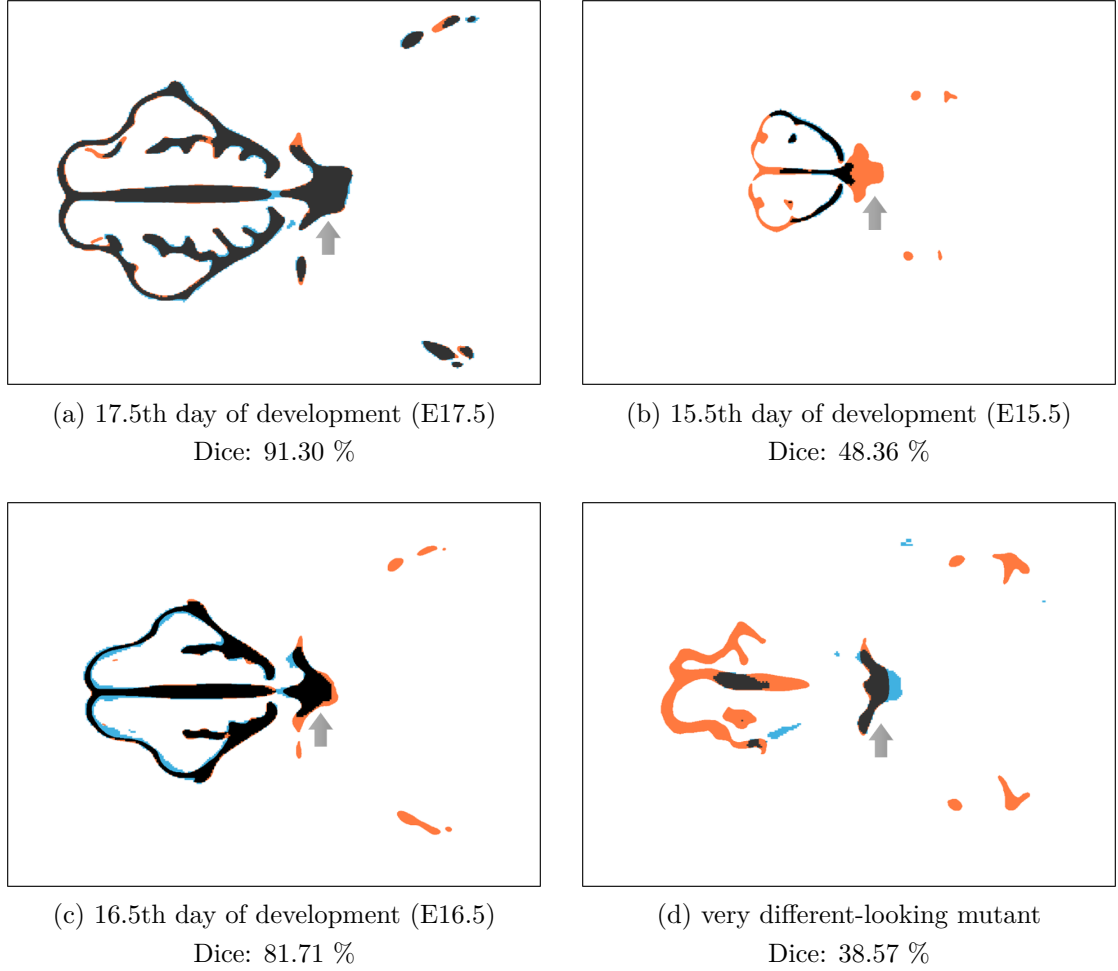 (a) 17.5th day of development (E17.5)
Dice: 91.30 %
(b) 15.5th day of development (E15.5)
Dice: 48.36 %
(c) 16.5th day of development (E16.5)
Dice: 81.71 %
(d) very different-looking mutant
Dice: 38.57 %